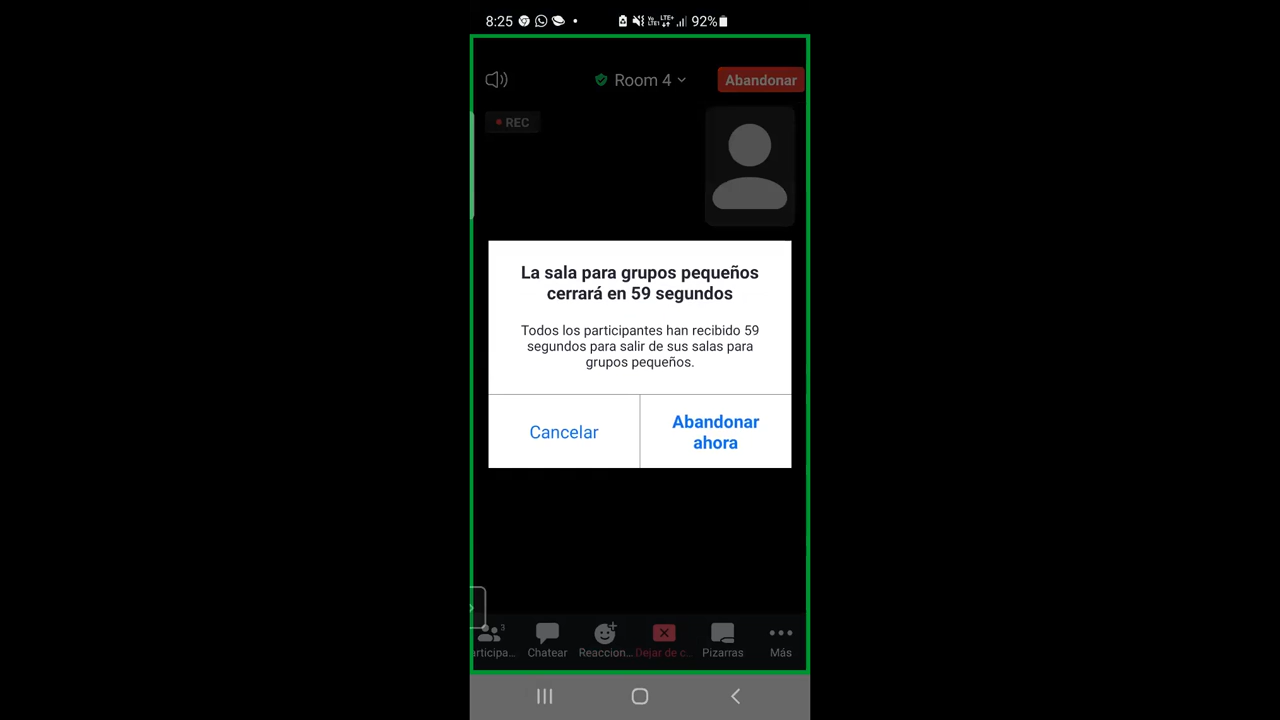 8:25 92%
Room 4
Abandonar
REC
La sala para grupos pequeños
cerrará en 59 segundos
Todos los participantes han recibido 59
segundos para salir de sus salas para
grupos pequeños.
Cancelar
Abandonar
ahora
3
rticipa... Chatear Reaccion... Dejar de c... Pizarras Más